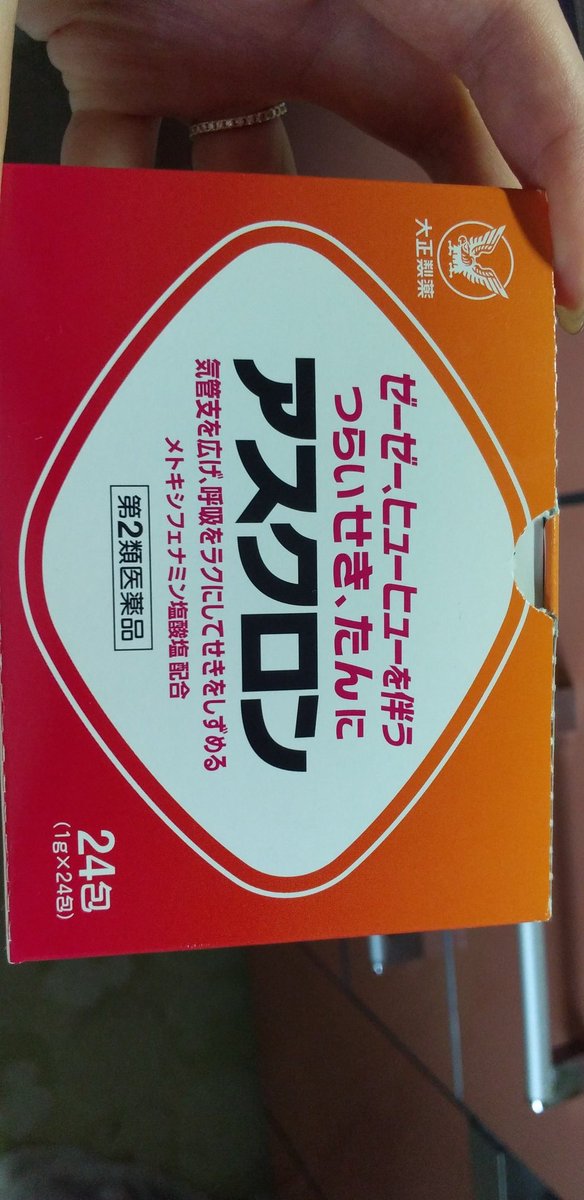 大正製薬
ゼーゼー、ヒューヒューを伴う
つらいせき、たんに
アスクロン
気管支を広げ、呼吸をラクにしてせきをしずめる
メトキシフェナミン塩酸塩 配合
第2類医薬品
24包
(1g×24包)